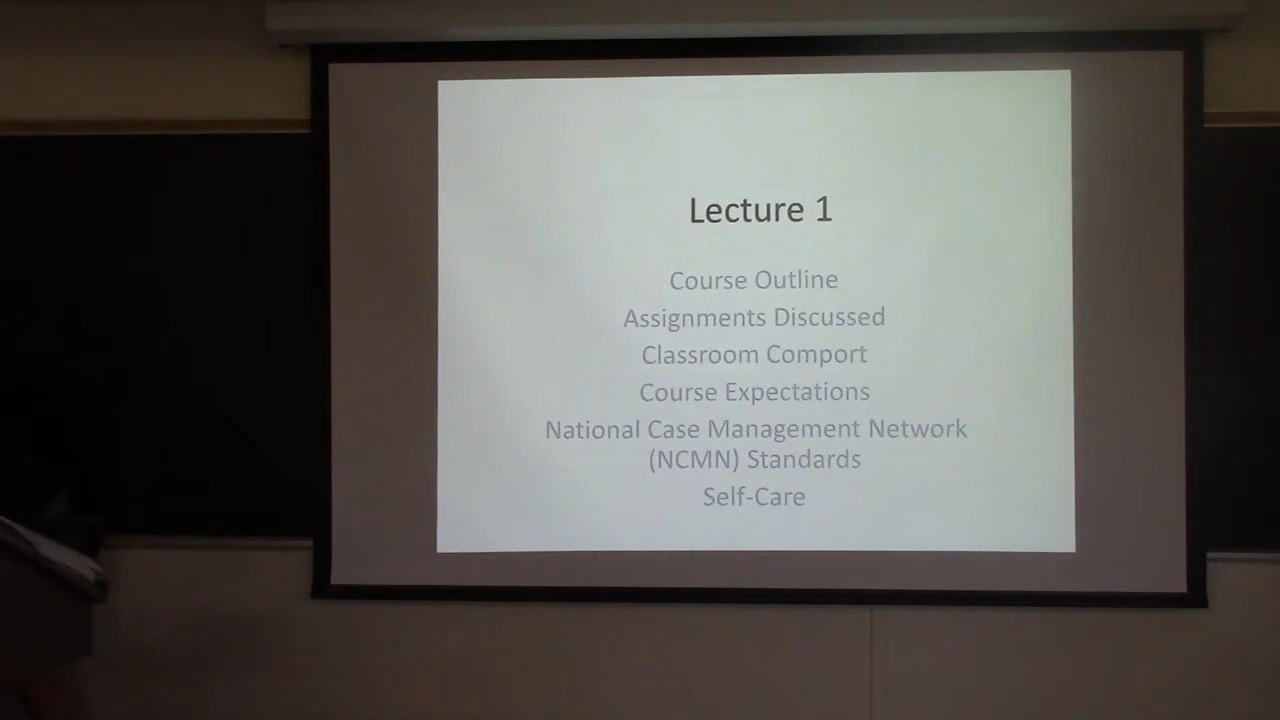 Lecture 1
Course Outline
Assignments Discussed
Classroom Comport
Course Expectations
National Case Management Network
(NCMN) Standards
Self-Care